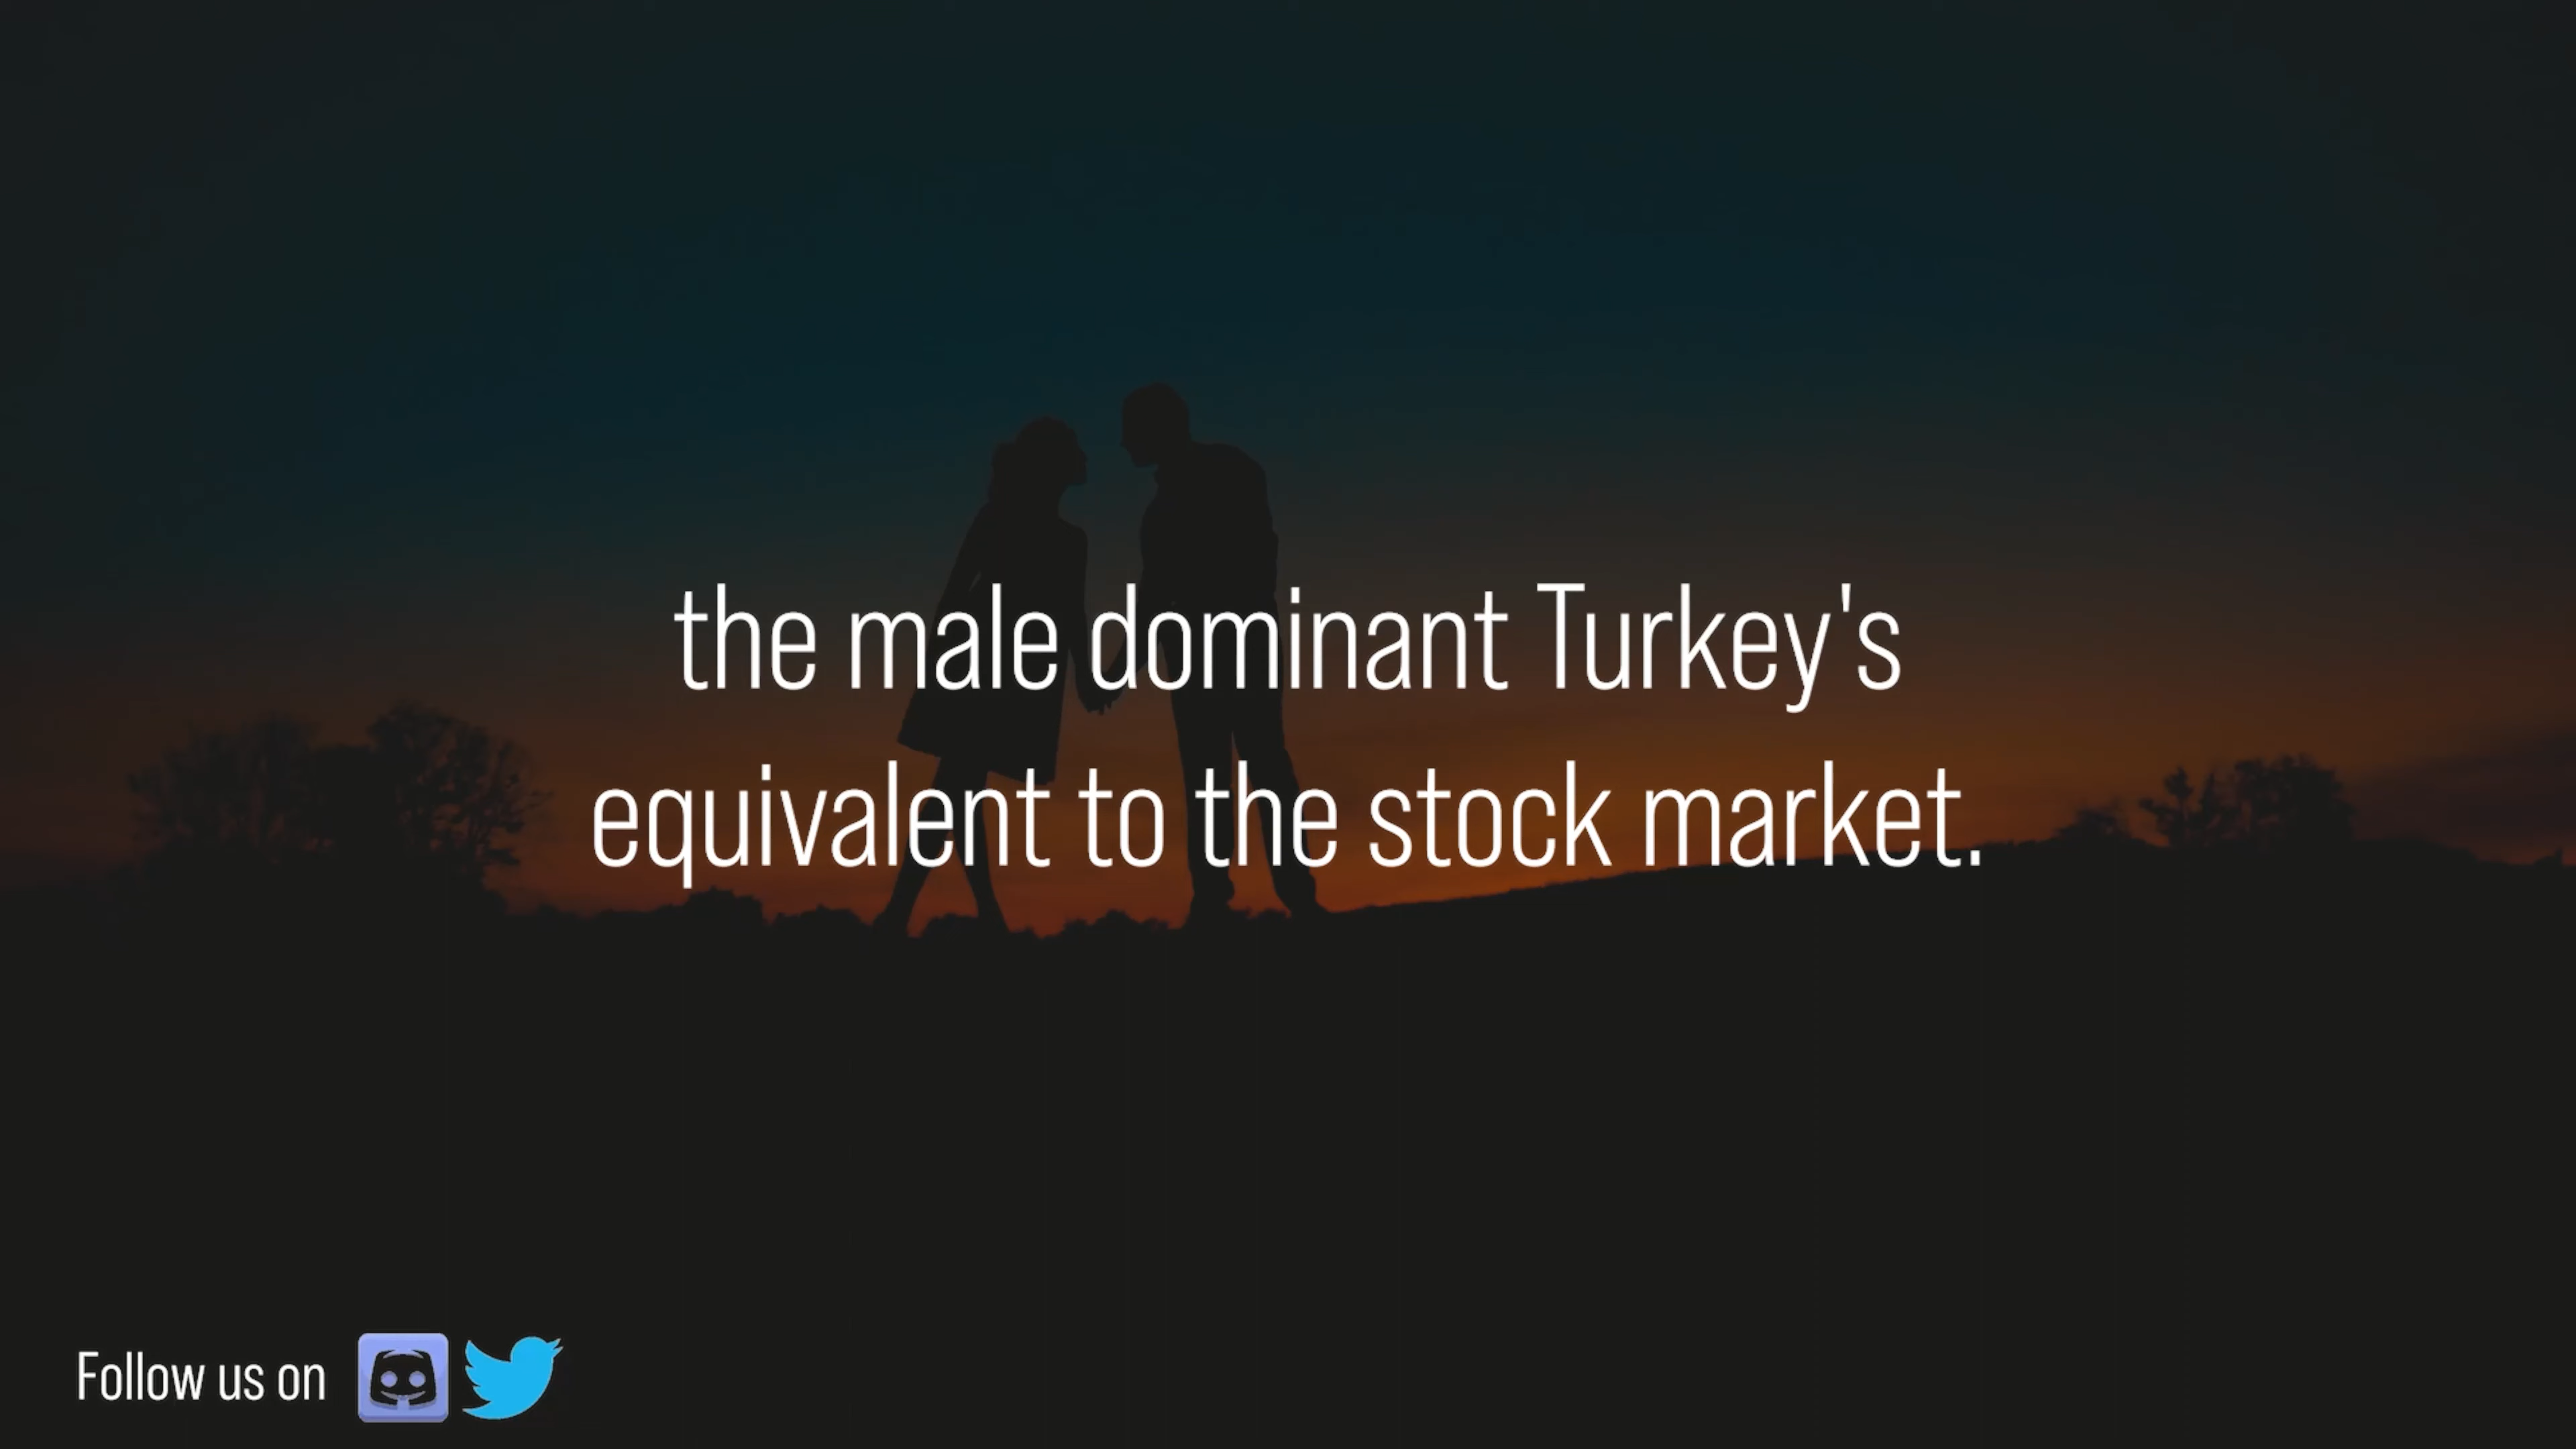 the male dominant Turkey's
equivalent to the stock market.
Follow us on